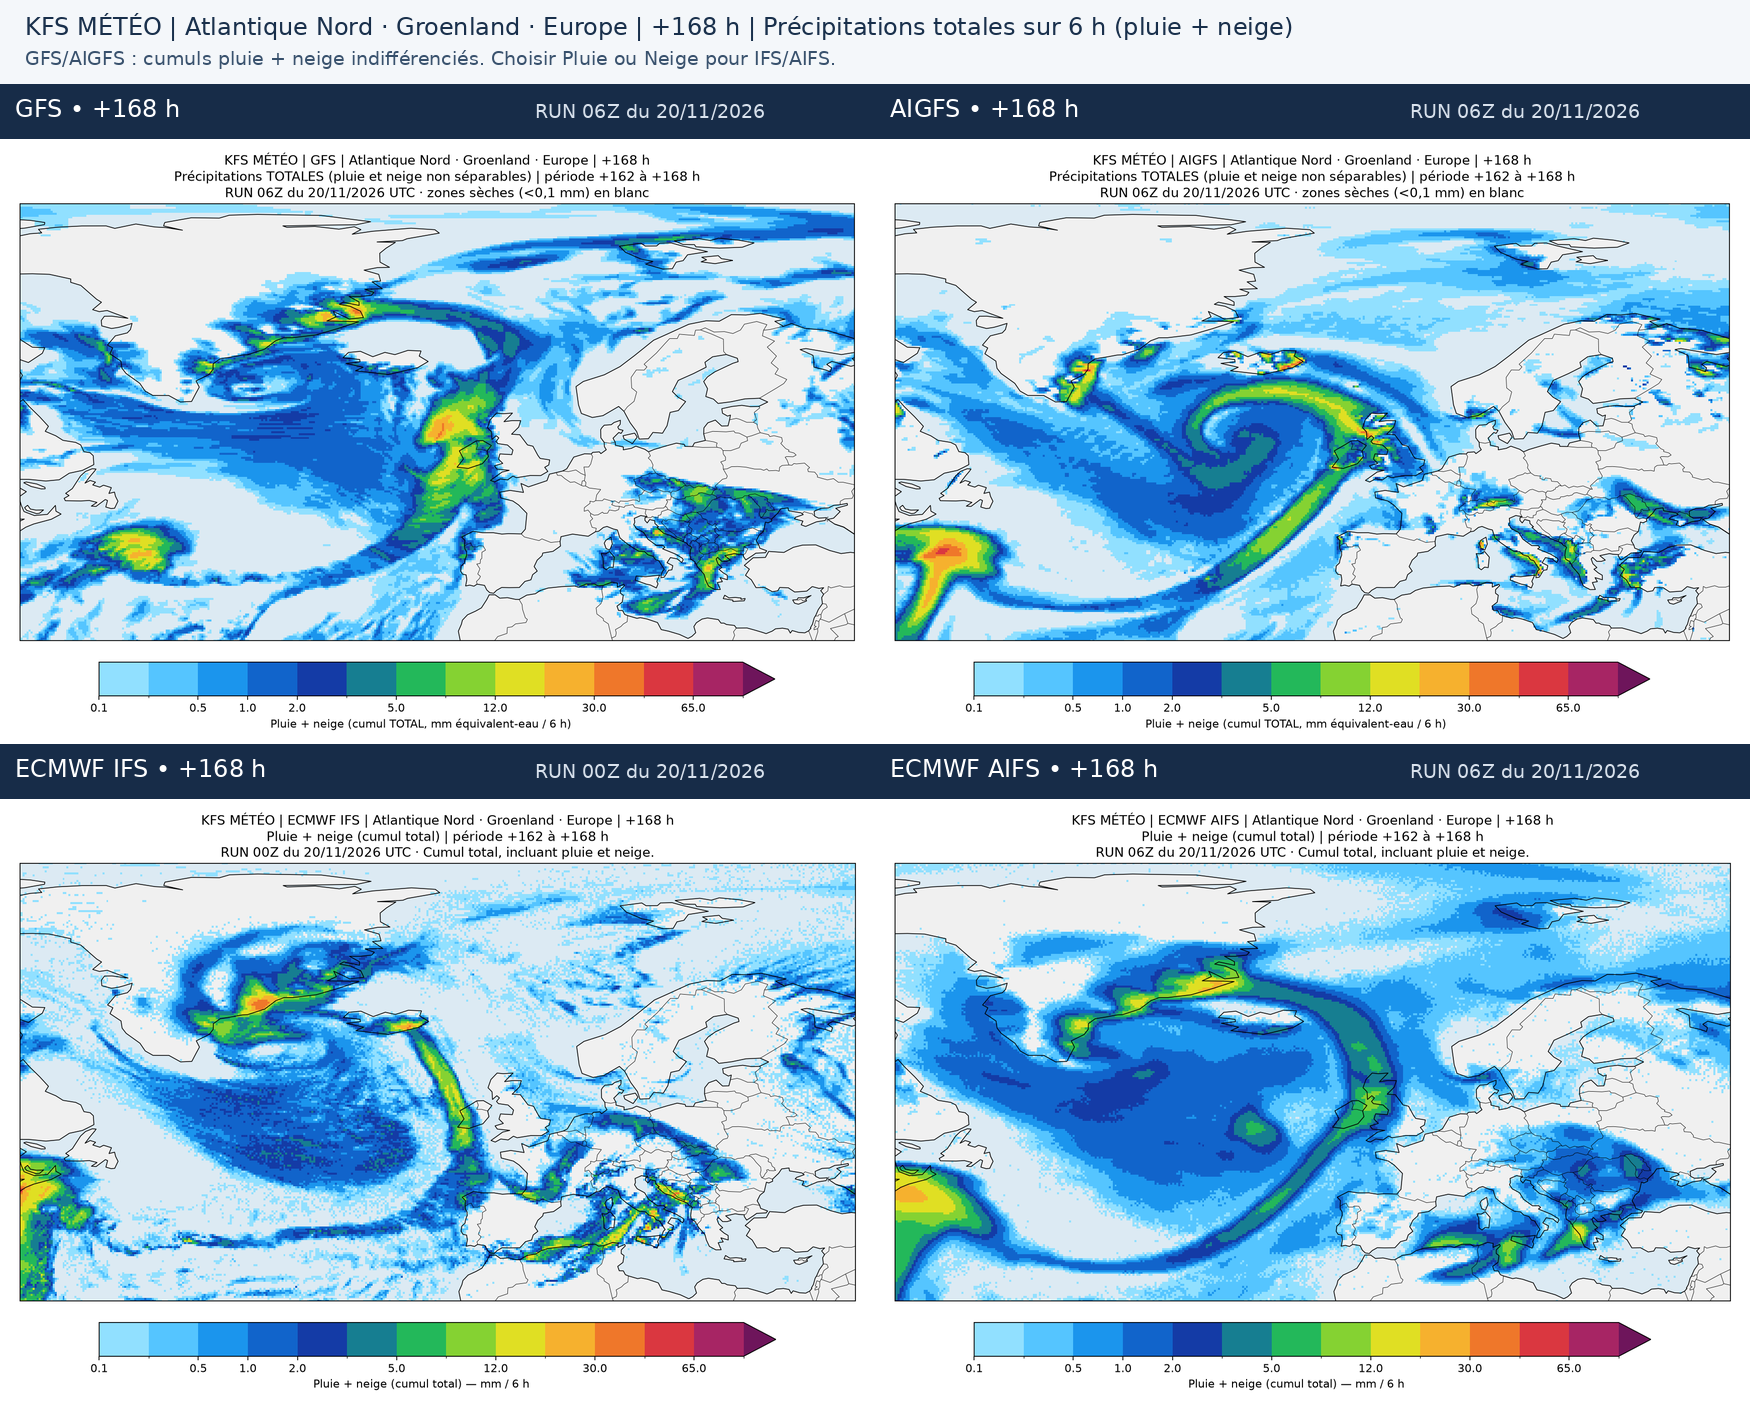 KFS MÉTÉO | Atlantique Nord · Groenland · Europe | +168 h | Précipitations totales sur 6 h (pluie + neige)
GFS/AIGFS : cumuls pluie + neige indifférenciés. Choisir Pluie ou Neige pour IFS/AIFS.
GFS • +168 h
RUN 06Z du 20/11/2026
AIGFS • +168 h
RUN 06Z du 20/11/2026
KFS MÉTÉO | GFS | Atlantique Nord · Groenland · Europe | +168 h
Précipitations TOTALES (pluie et neige non séparables) | période +162 à +168 h
RUN 06Z du 20/11/2026 UTC · zones sèches (<0,1 mm) en blanc
KFS MÉTÉO | AIGFS | Atlantique Nord · Groenland · Europe | +168 h
Précipitations TOTALES (pluie et neige non séparables) | période +162 à +168 h
RUN 06Z du 20/11/2026 UTC · zones sèches (<0,1 mm) en blanc
0.1 0.5 1.0 2.0 5.0 12.0 30.0 65.0
Pluie + neige (cumul TOTAL, mm équivalent-eau / 6 h)
0.1 0.5 1.0 2.0 5.0 12.0 30.0 65.0
Pluie + neige (cumul TOTAL, mm équivalent-eau / 6 h)
ECMWF IFS • +168 h
RUN 00Z du 20/11/2026
ECMWF AIFS • +168 h
RUN 06Z du 20/11/2026
KFS MÉTÉO | ECMWF IFS | Atlantique Nord · Groenland · Europe | +168 h
Pluie + neige (cumul total) | période +162 à +168 h
RUN 00Z du 20/11/2026 UTC · Cumul total, incluant pluie et neige.
KFS MÉTÉO | ECMWF AIFS | Atlantique Nord · Groenland · Europe | +168 h
Pluie + neige (cumul total) | période +162 à +168 h
RUN 06Z du 20/11/2026 UTC · Cumul total, incluant pluie et neige.
0.1 0.5 1.0 2.0 5.0 12.0 30.0 65.0
Pluie + neige (cumul total) — mm / 6 h
0.1 0.5 1.0 2.0 5.0 12.0 30.0 65.0
Pluie + neige (cumul total) — mm / 6 h